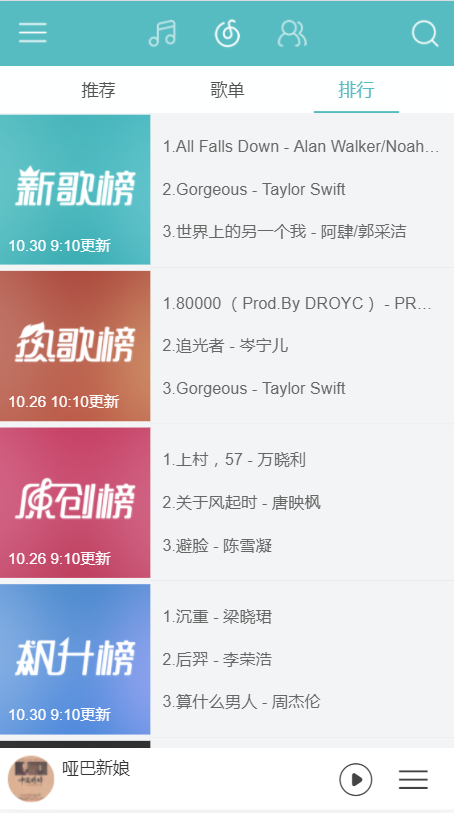 推荐 歌单 排行
新歌榜
10.30 9:10更新
1.All Falls Down - Alan Walker/Noah…
2.Gorgeous - Taylor Swift
3.世界上的另一个我 - 阿肆/郭采洁
热歌榜
10.26 10:10更新
1.80000 （Prod.By DROYC） - PR…
2.追光者 - 岑宁儿
3.Gorgeous - Taylor Swift
原创榜
10.26 9:10更新
1.上村，57 - 万晓利
2.关于风起时 - 唐映枫
3.避脸 - 陈雪凝
飙升榜
10.30 9:10更新
1.沉重 - 梁晓珺
2.后羿 - 李荣浩
3.算什么男人 - 周杰伦
哑巴新娘